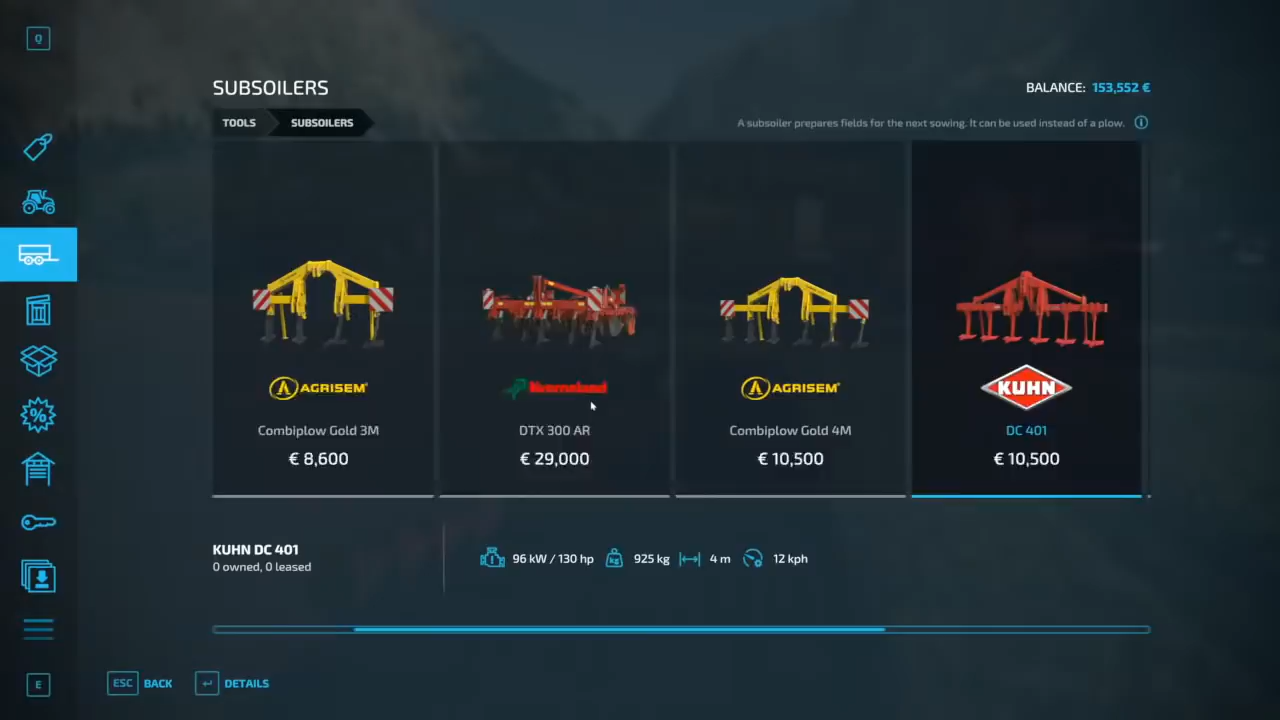 Q
SUBSOILERS
BALANCE: 153,552 €
TOOLS
SUBSOILERS
A subsoiler prepares fields for the next sowing. It can be used instead of a plow.
AGRISEM
Kverneland
AGRISEM
KUHN
Combiplow Gold 3M
DTX 300 AR
Combiplow Gold 4M
DC 401
€ 8,600
€ 29,000
€ 10,500
€ 10,500
KUHN DC 401
0 owned, 0 leased
96 kW / 130 hp
kg
925 kg
4 m
12 kph
E
ESC BACK
DETAILS